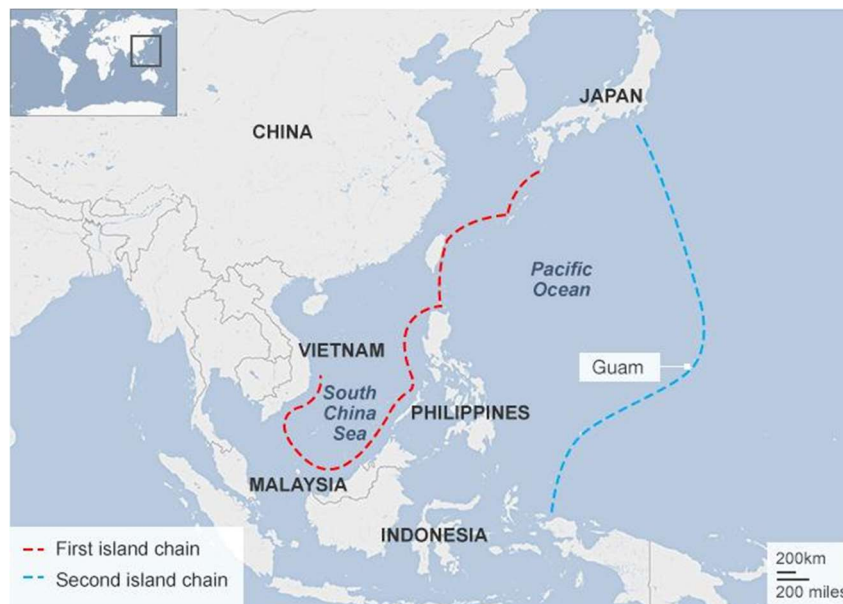 JAPAN
CHINA
Pacific
Ocean
VIETNAM
Guam
South
China
Sea
PHILIPPINES
MALAYSIA
INDONESIA
First island chain
Second island chain
200km
200 miles